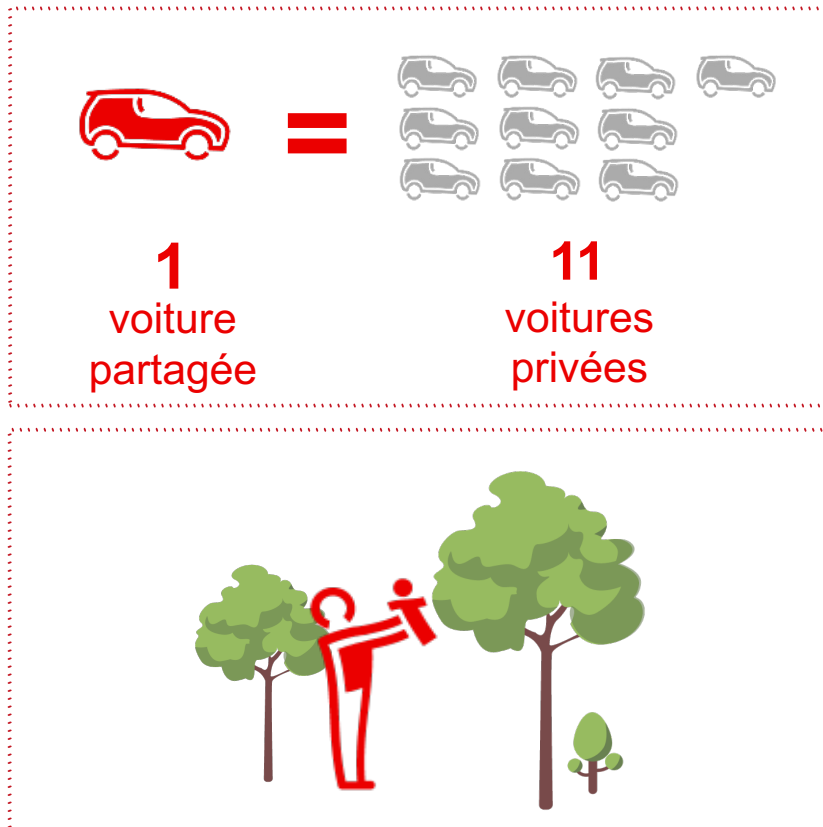 =
1
voiture
partagée
11
voitures
privées